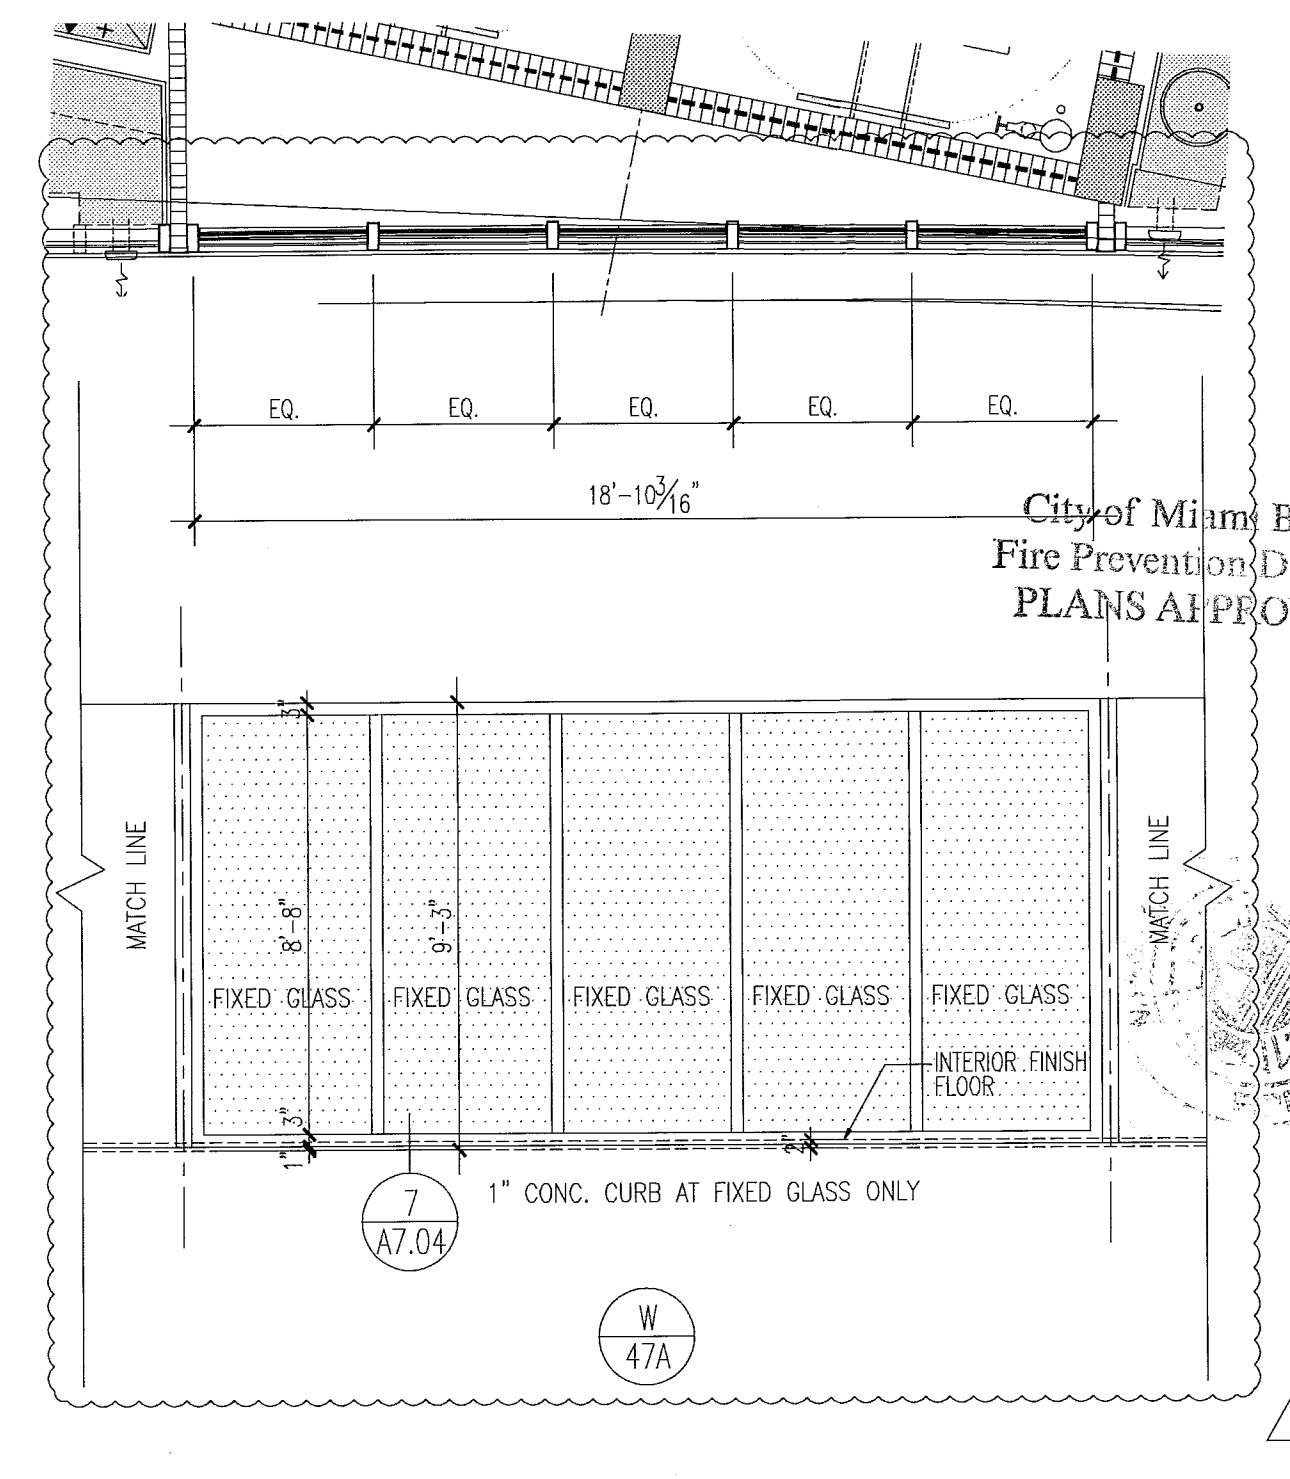 EQ. EQ. EQ. EQ. EQ.
18'-10 3/16"
City of Miami B
Fire Prevention D
PLANS APPRO
3"
MATCH LINE
8'-8"
9'-3"
MATCH LINE
FIXED GLASS FIXED GLASS FIXED GLASS FIXED GLASS FIXED GLASS
INTERIOR FINISH
FLOOR
3"
1"
2"
1" CONC. CURB AT FIXED GLASS ONLY
7
A7.04
W
47A